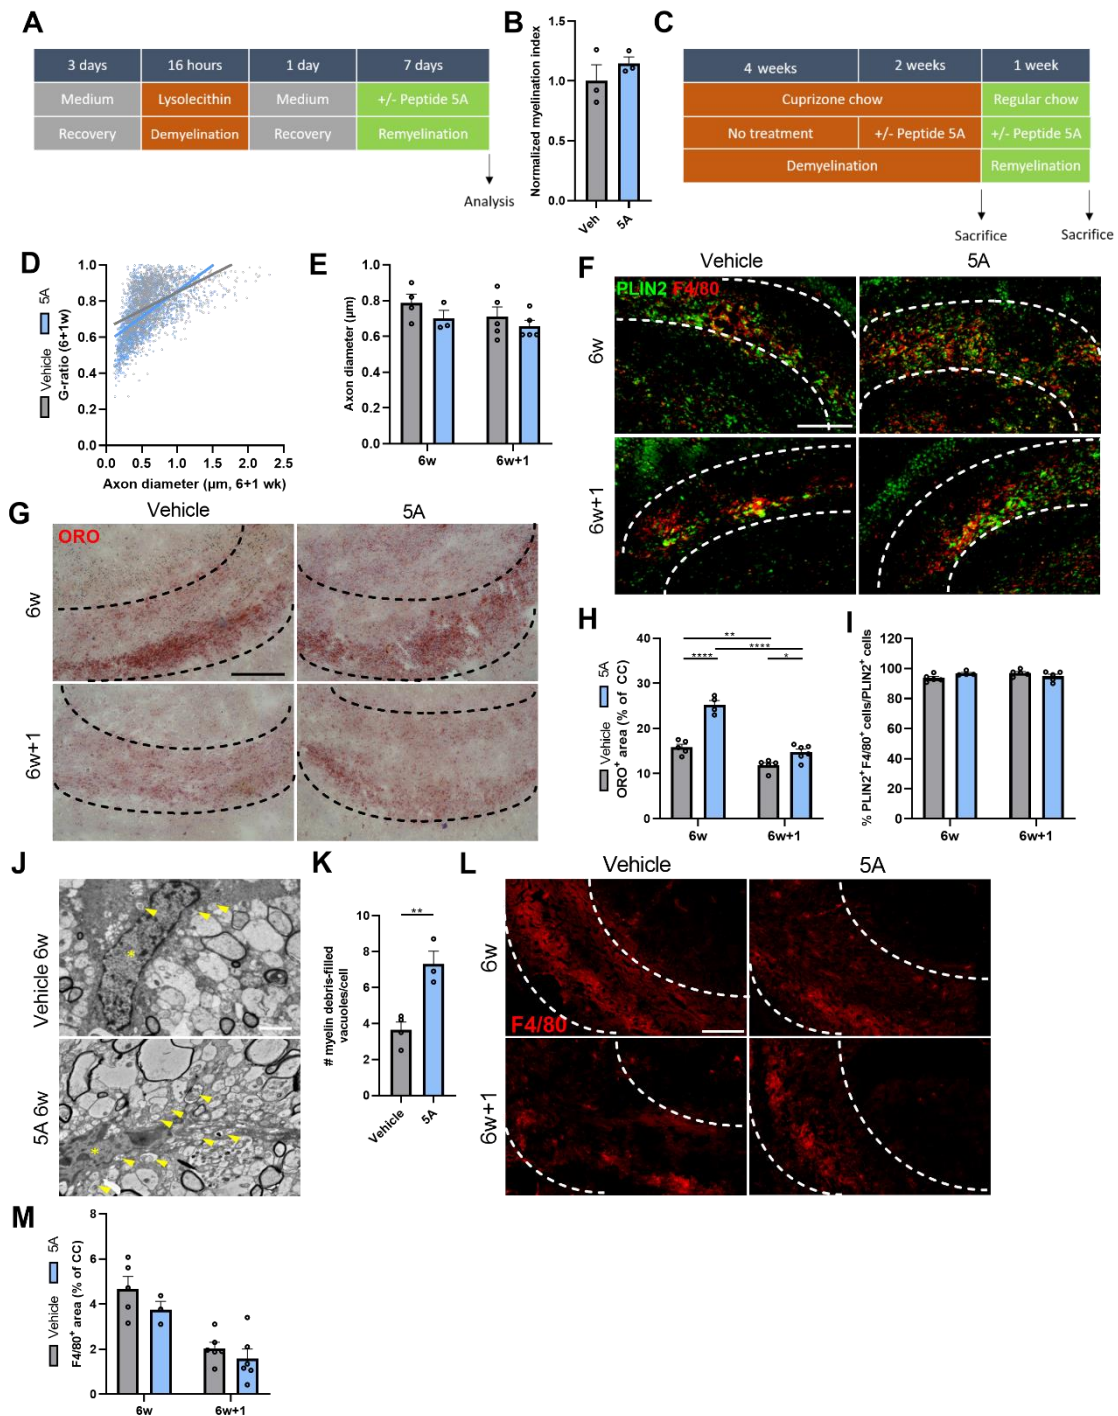 A
3 days 16 hours 1 day 7 days
Medium Lysolecithin Medium +/- Peptide 5A
Recovery Demyelination Recovery Remyelination
Analysis
B
Normalized myelination index
1.5
1.0
0.5
0.0
Veh 5A
C
4 weeks 2 weeks 1 week
Cuprizone chow Regular chow
No treatment +/- Peptide 5A +/- Peptide 5A
Demyelination Remyelination
Sacrifice Sacrifice
D
Vehicle 5A
G-ratio (6+1w)
1.0
0.8
0.6
0.4
0.2
0.0
0.0 0.5 1.0 1.5 2.0 2.5
Axon diameter (µm, 6+1 wk)
E
Axon diameter (µm)
1.0
0.8
0.6
0.4
0.2
0.0
6w 6w+1
F
Vehicle 5A
PLIN2 F4/80
6w
6w+1
G
Vehicle 5A
ORO
6w
6w+1
H
Vehicle 5A
ORO+ area (% of CC)
40
30
20
10
0
**
****
**** *
6w 6w+1
I
% PLIN2+F4/80+ cells/PLIN2+ cells
120
100
80
60
40
20
0
6w 6w+1
J
Vehicle 6w
*
5A 6w
*
K
# myelin debris-filled
vacuoles/cell
10
8
6
4
2
0
**
Vehicle 5A
L
Vehicle 5A
6w
F4/80
6w+1
M
Vehicle 5A
F4/80+ area (% of CC)
8
6
4
2
0
6w 6w+1